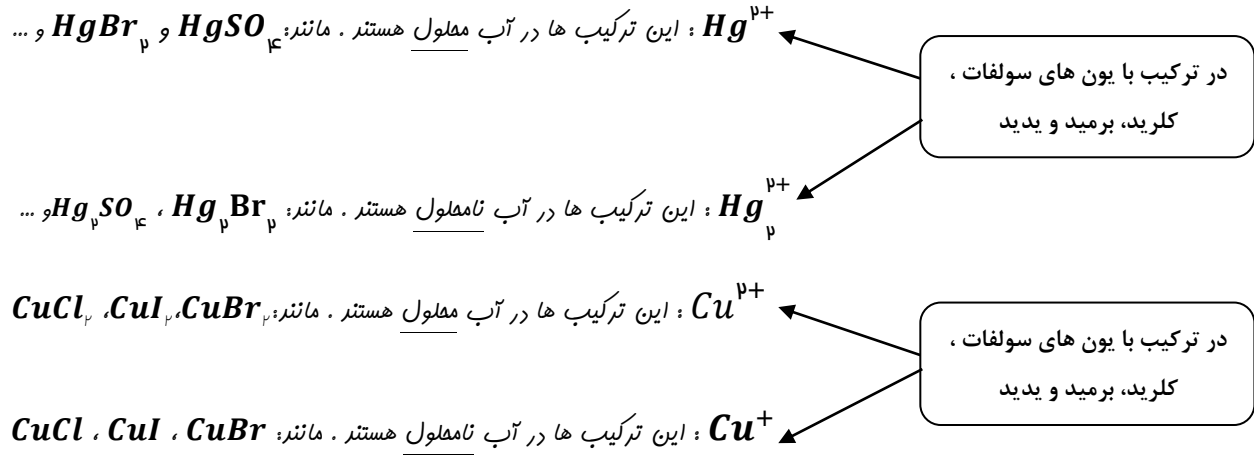 Hg²⁺ : این ترکیب ها در آب محلول هستند . مانند: HgSO₄ و HgBr₂ و ...
در ترکیب با یون های سولفات ،
کلرید، برمید و یدید
Hg₂²⁺ : این ترکیب ها در آب نامحلول هستند . مانند: Hg₂Br₂ ، Hg₂SO₄ و ...
Cu²⁺ : این ترکیب ها در آب محلول هستند . مانند: CuBr₂، CuI₂، CuCl₂
در ترکیب با یون های سولفات ،
کلرید، برمید و یدید
Cu⁺ : این ترکیب ها در آب نامحلول هستند . مانند: CuBr ، CuI ، CuCl